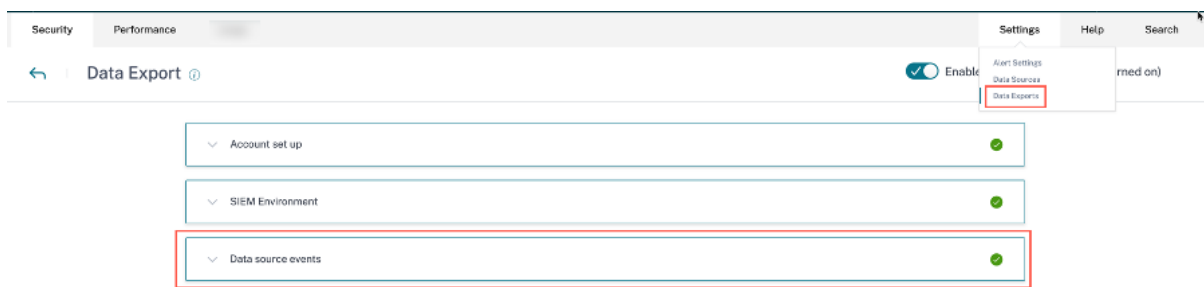 Security Performance Settings Help Search
Data Export
Enable
rned on)
Alert Settings
Data Sources
Data Exports
Account set up
SIEM Environment
Data source events